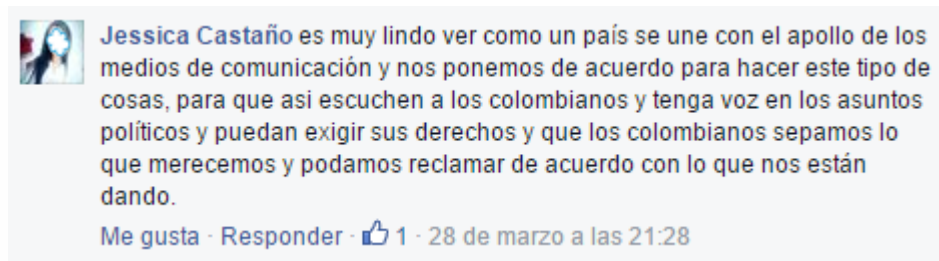 Jessica Castaño es muy lindo ver como un país se une con el apollo de los
medios de comunicación y nos ponemos de acuerdo para hacer este tipo de
cosas, para que asi escuchen a los colombianos y tenga voz en los asuntos
políticos y puedan exigir sus derechos y que los colombianos sepamos lo
que merecemos y podamos reclamar de acuerdo con lo que nos están
dando.
Me gusta · Responder · 1 · 28 de marzo a las 21:28